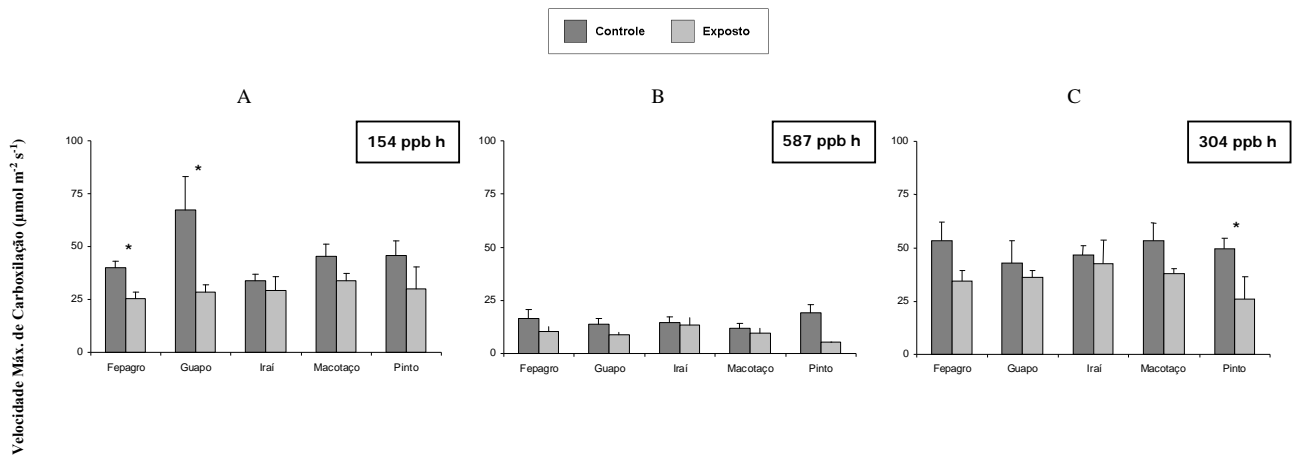 Controle Exposto
A B C
154 ppb h 587 ppb h 304 ppb h
Velocidade Máx. de Carboxilação (µmol m-2 s-1)
100
75
50
25
0
*
*
Fepagro Guapo Iraí Macotaço Pinto
100
75
50
25
0
Fepagro Guapo Iraí Macotaço Pinto
100
75
50
25
0
*
Fepagro Guapo Iraí Macotaço Pinto